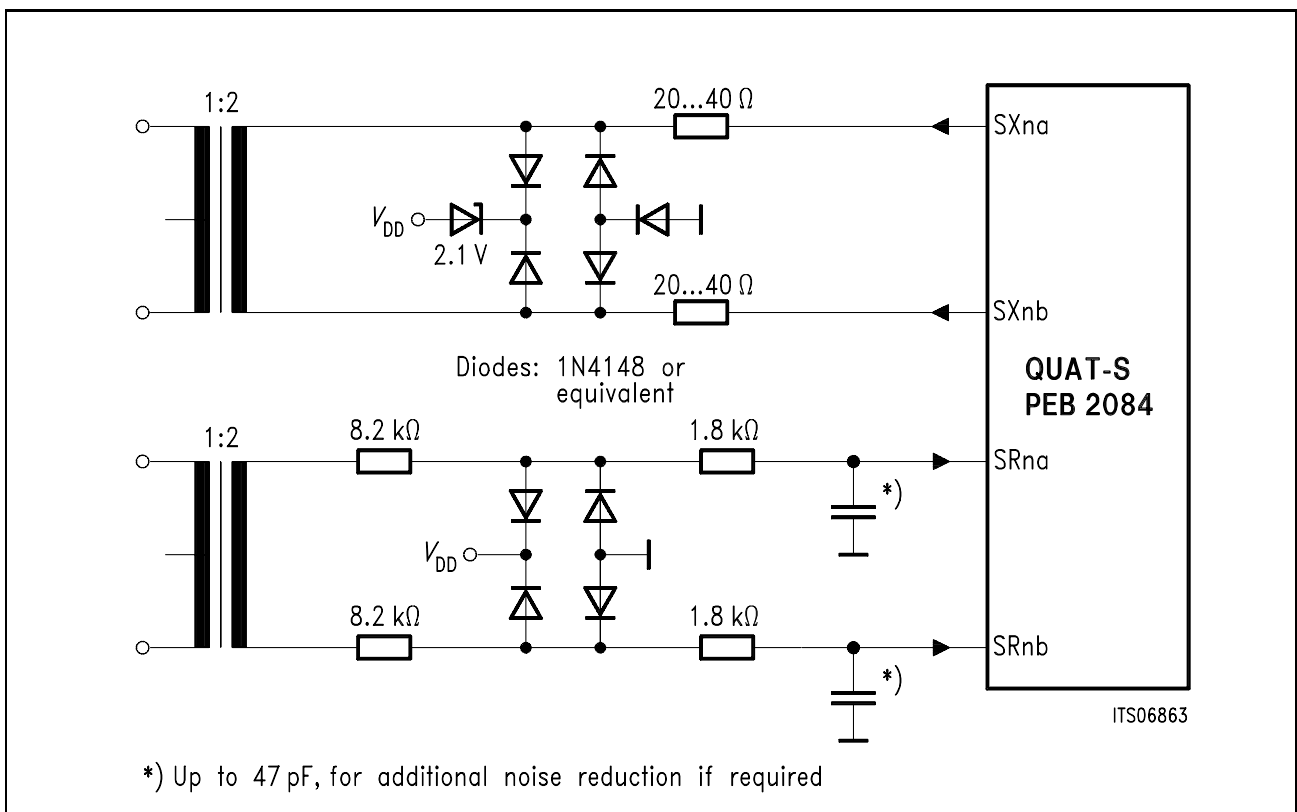 1:2
20...40 Ω
SXna
VDD
2.1 V
20...40 Ω
SXnb
Diodes: 1N4148 or
equivalent
QUAT-S
PEB 2084
1:2
8.2 kΩ
1.8 kΩ
SRna
*)
VDD
8.2 kΩ
1.8 kΩ
SRnb
*)
ITS06863
*) Up to 47 pF, for additional noise reduction if required